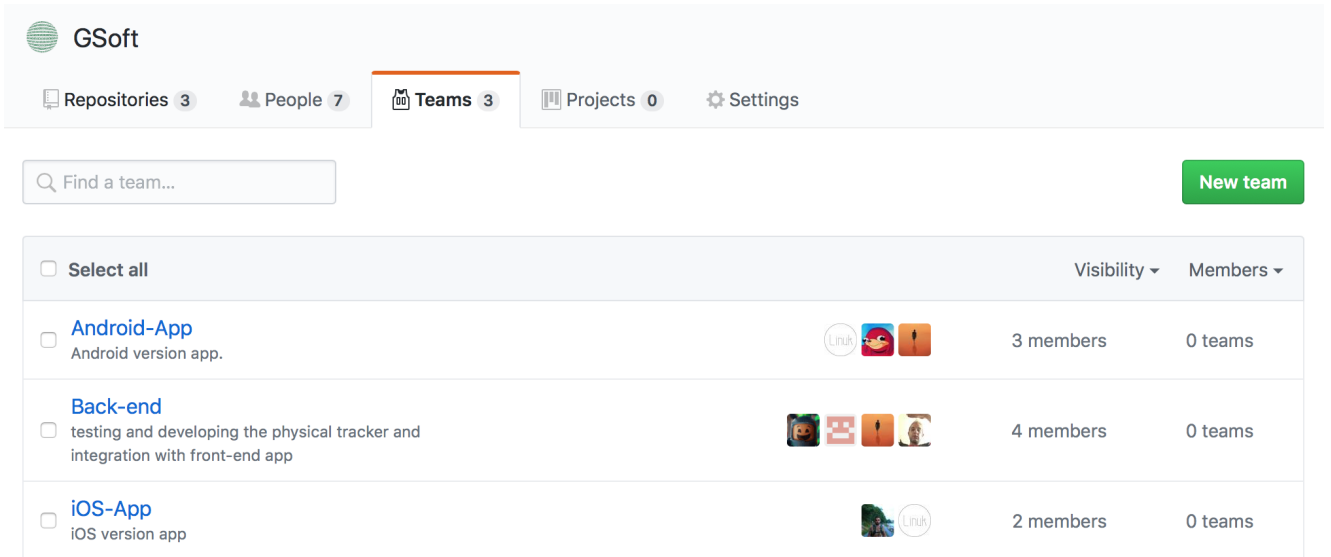 GSoft
Repositories 3 People 7 Teams 3 Projects 0 Settings
Find a team... New team
Select all Visibility Members
Android-App
Android version app.
Linuk 3 members 0 teams
Back-end
testing and developing the physical tracker and
integration with front-end app
4 members 0 teams
iOS-App
iOS version app
Linuk 2 members 0 teams